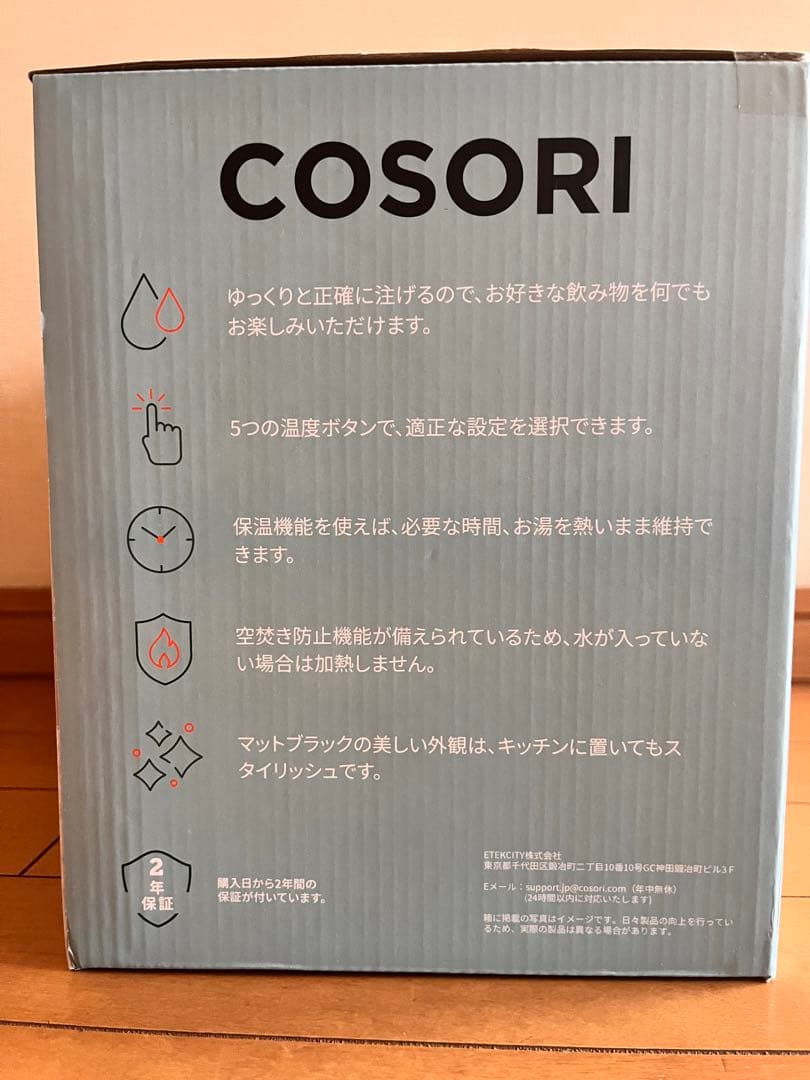 COSORI
ゆっくりと正確に注げるので、お好きな飲み物を何でも
お楽しみいただけます。
5つの温度ボタンで、適正な設定を選択できます。
保温機能を使えば、必要な時間、お湯を熱いまま維持で
きます。
空焚き防止機能が備えられているため、水が入っていな
い場合は加熱しません。
マットブラックの美しい外観は、キッチンに置いてもス
タイリッシュです。
2
年
保証
購入日から2年間の
保証が付いています。
ETEKCITY株式会社
東京都千代田区鍛冶町二丁目10番10号GC神田鍛冶町ビル3F
Eメール：support.jp@cosori.com（年中無休）
(24時間以内に対応いたします)
箱に掲載の写真はイメージです。日々製品の向上を行ってい
るため、実際の製品は異なる場合があります。